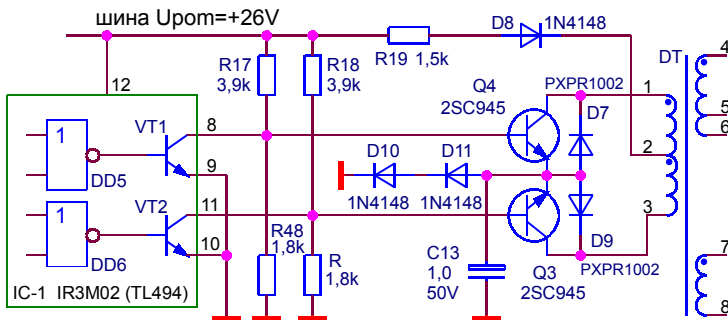 шина Upom=+26V
D8
1N4148
R17
3,9k
R18
3,9k
R19 1,5k
DT
4
12
Q4
2SC945
PXPR1002
1
D7
5
6
1
VT1
8
DD5
9
D10
D11
2
1N4148
1N4148
1
VT2
11
3
10
DD6
R48
1,8k
R
1,8k
C13
1,0
50V
D9
Q3
2SC945
PXPR1002
7
8
IC-1 IR3M02 (TL494)